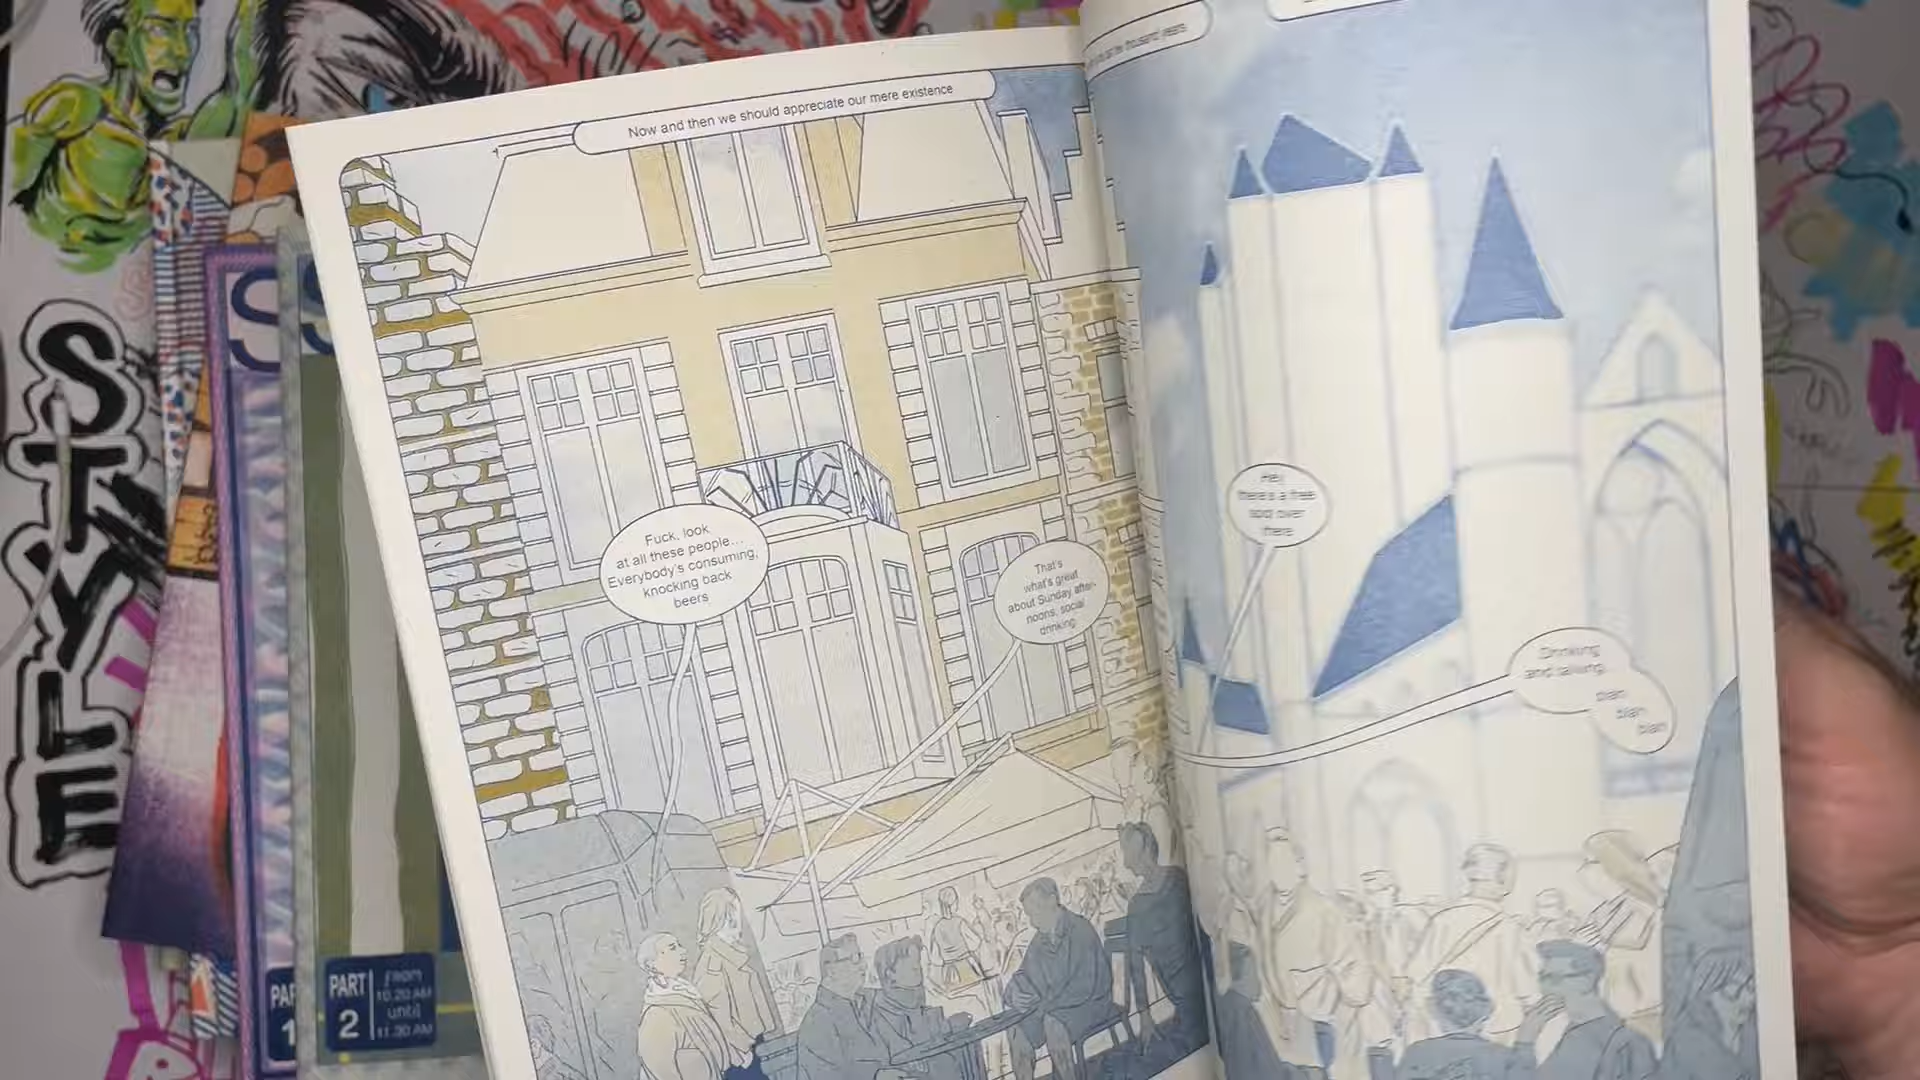 Now and then we should appreciate our mere existence
thousand years
Fuck, look
at all these people...
Everybody's consuming,
knocking back
beers
That's
what's great
about Sunday after-
noons, social
drinking
Hey
there's a free
spot over
there
Drinking
and talking
blah
blah
blah
STYLE
S
S
PART
1
PART
2
from
10.20 AM
until
11.30 AM